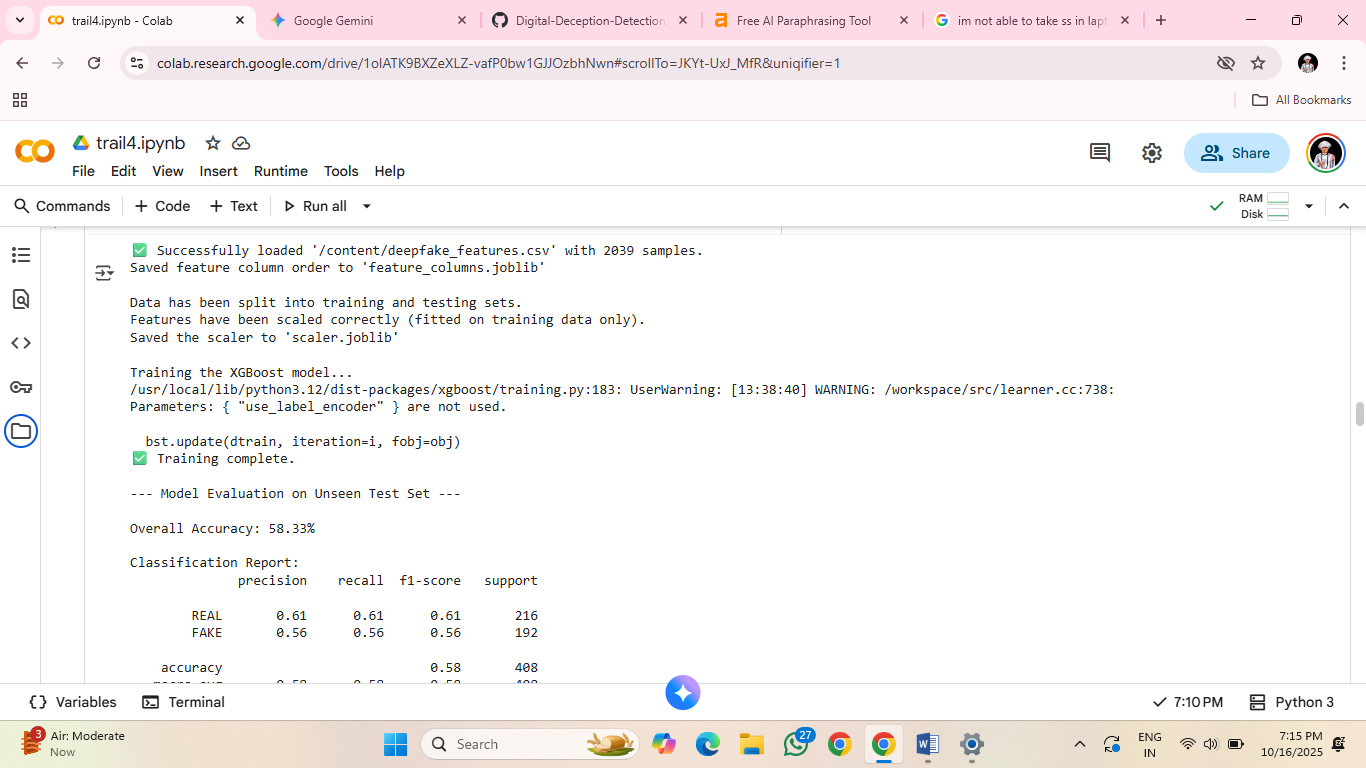 trail4.ipynb - Colab
Google Gemini
Digital-Deception-Detection
Free AI Paraphrasing Tool
im not able to take ss in lapt
colab.research.google.com/drive/1olATK9BXZeXLZ-vafP0bw1GJJOzbhNwn#scrollTo=JKYt-UxJ_MfR&uniqifier=1
All Bookmarks
trail4.ipynb
File Edit View Insert Runtime Tools Help
Share
Commands + Code + Text Run all
RAM
Disk
✅ Successfully loaded '/content/deepfake_features.csv' with 2039 samples.
Saved feature column order to 'feature_columns.joblib'
Data has been split into training and testing sets.
Features have been scaled correctly (fitted on training data only).
Saved the scaler to 'scaler.joblib'
Training the XGBoost model...
/usr/local/lib/python3.12/dist-packages/xgboost/training.py:183: UserWarning: [13:38:40] WARNING: /workspace/src/learner.cc:738:
Parameters: { "use_label_encoder" } are not used.
bst.update(dtrain, iteration=i, fobj=obj)
✅ Training complete.
--- Model Evaluation on Unseen Test Set ---
Overall Accuracy: 58.33%
Classification Report:
precision recall f1-score support
REAL 0.61 0.61 0.61 216
FAKE 0.56 0.56 0.56 192
accuracy 0.58 408
Variables Terminal
7:10 PM Python 3
3
Air: Moderate
Now
Search
27
ENG
IN
7:15 PM
10/16/2025